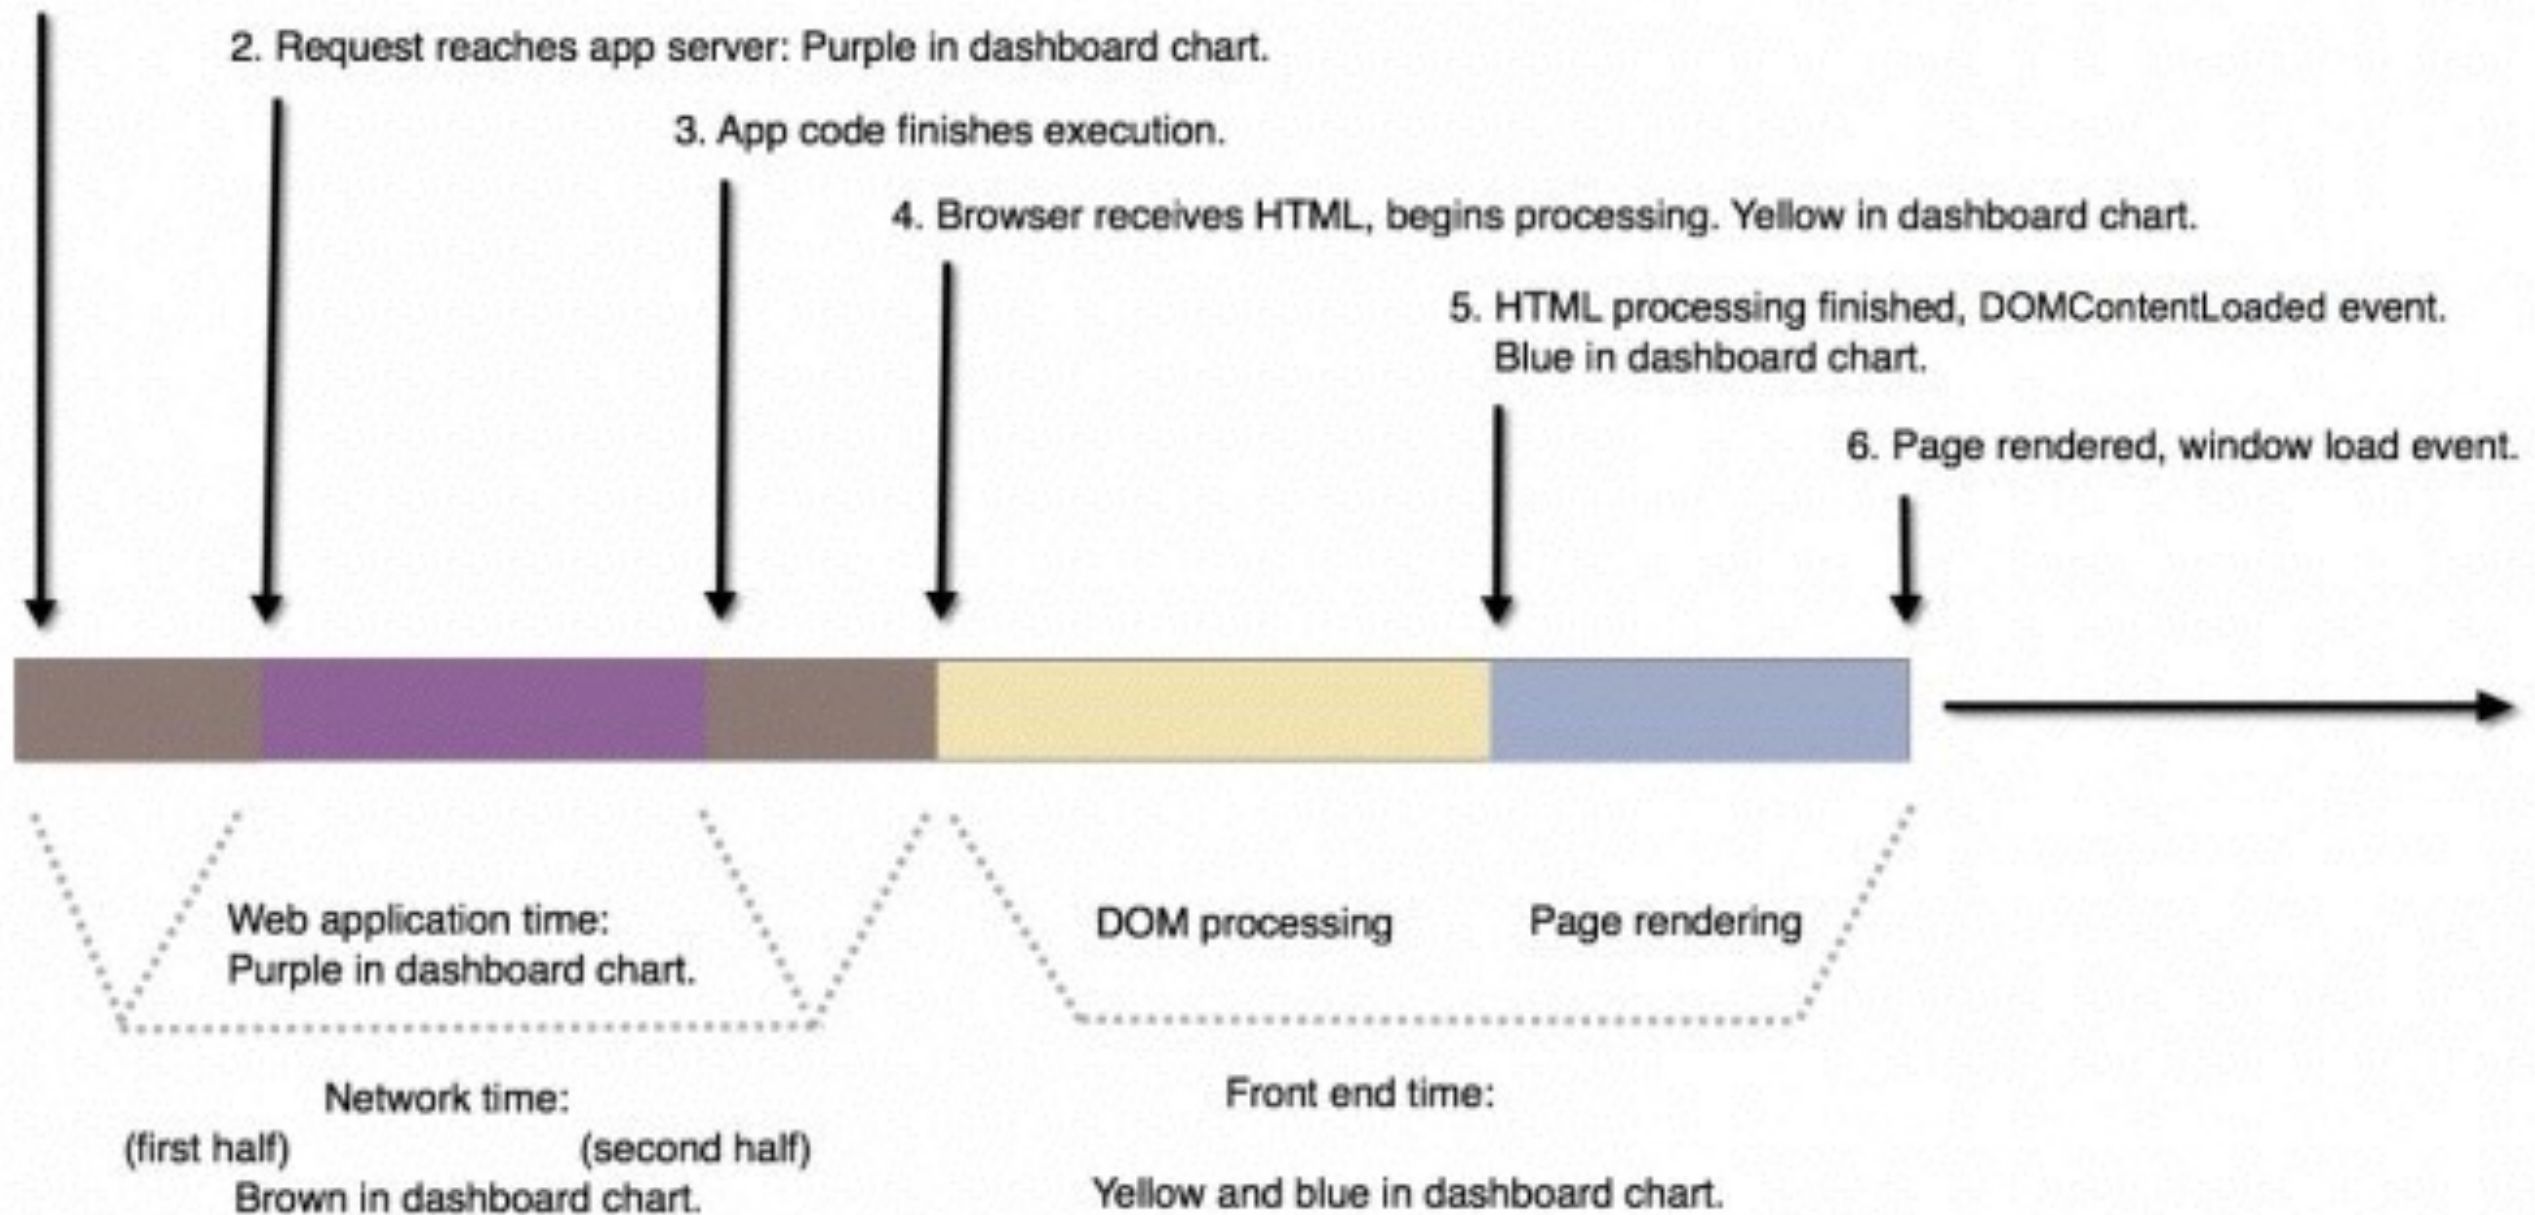 2. Request reaches app server: Purple in dashboard chart.
3. App code finishes execution.
4. Browser receives HTML, begins processing. Yellow in dashboard chart.
5. HTML processing finished, DOMContentLoaded event.
Blue in dashboard chart.
6. Page rendered, window load event.
Web application time:
Purple in dashboard chart.
DOM processing
Page rendering
Network time:
(first half)
(second half)
Brown in dashboard chart.
Front end time:
Yellow and blue in dashboard chart.